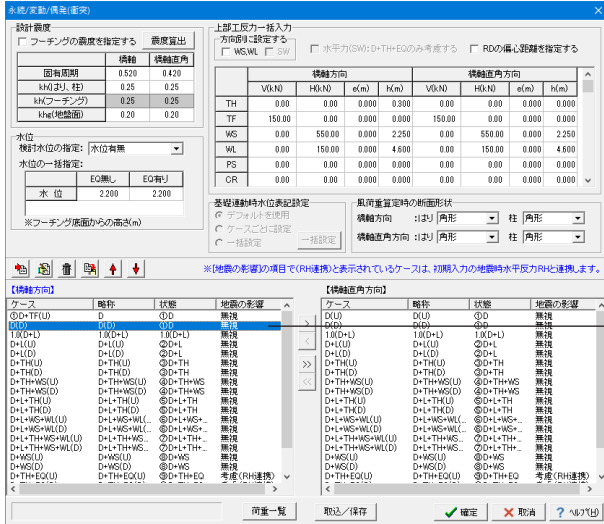 永続/変動/偶発(衝突)
設計震度
フーチングの震度を指定する 震度算出
橋軸 橋軸直角
固有周期 0.520 0.420
kh(はり、柱) 0.25 0.25
kh(フーチング) 0.25 0.25
khg(地盤面) 0.20 0.20
水位
検討水位の指定: 水位有無
水位の一括指定:
EQ無し EQ有り
水 位 2.200 2.200
※フーチング底面からの高さ(m)
上部工反力一括入力
方向別に設定する
WS,WL SW
水平力(SW):D+TH+EQのみ考慮する
RDの偏心距離を指定する
橋軸方向 橋軸直角方向
V(kN) H(kN) e(m) h(m) V(kN) H(kN) e(m) h(m)
TH 0.00 0.00 0.000 0.300 0.00 0.00 0.000 0.000
TF 150.00 0.00 0.000 0.000 150.00 0.00 0.000 0.000
WS 0.00 550.00 0.000 2.250 0.00 550.00 0.000 2.250
WL 0.00 150.00 0.000 4.600 0.00 150.00 0.000 4.600
PS 0.00 0.00 0.000 0.000 0.00 0.00 0.000 0.000
CR 0.00 0.00 0.000 0.000 0.00 0.00 0.000 0.000
基礎連動時水位表記設定
デフォルトを使用
ケースごとに設定
一括設定 一括設定
風荷重算定時の断面形状
橋軸方向 :はり 角形 柱 角形
橋軸直角方向 :はり 角形 柱 角形
※[地震の影響]の項目で(RH連携)と表示されているケースは、初期入力の地震時水平反力RHと連携します。
【橋軸方向】
ケース 略称 状態 地震の影響
①D+TF(U) D ①D 無視
D(D) D(D) ①D 無視
1.0(D+L) 1.0(D+L) 1.0(D+L) 無視
D+L(U) D+L(U) ②D+L 無視
D+L(D) D+L(D) ②D+L 無視
D+TH(U) D+TH(U) ③D+TH 無視
D+TH(D) D+TH(D) ③D+TH 無視
D+TH+WS(U) D+TH+WS(U) ④D+TH+WS 無視
D+TH+WS(D) D+TH+WS(D) ④D+TH+WS 無視
D+L+TH(U) D+L+TH(U) ⑤D+L+TH 無視
D+L+TH(D) D+L+TH(D) ⑤D+L+TH 無視
D+L+WS+WL(U) D+L+WS+WL(... ⑥D+L+WS+... 無視
D+L+WS+WL(D) D+L+WS+WL(... ⑥D+L+WS+... 無視
D+L+TH+WS+WL(U) D+L+TH+WS... ⑦D+L+TH+... 無視
D+L+TH+WS+WL(D) D+L+TH+WS... ⑦D+L+TH+... 無視
D+WS(U) D+WS(U) ⑧D+WS 無視
D+WS(D) D+WS(D) ⑧D+WS 無視
D+TH+EQ(U) D+TH+EQ(U) ⑨D+TH+EQ 考慮(RH連携)
【橋軸直角方向】
ケース 略称 状態 地震の影響
D(U) D(U) ①D 無視
D(D) D(D) ①D 無視
1.0(D+L) 1.0(D+L) 1.0(D+L) 無視
D+L(U) D+L(U) ②D+L 無視
D+L(D) D+L(D) ②D+L 無視
D+TH(U) D+TH(U) ③D+TH 無視
D+TH(D) D+TH(D) ③D+TH 無視
D+TH+WS(U) D+TH+WS(U) ④D+TH+WS 無視
D+TH+WS(D) D+TH+WS(D) ④D+TH+WS 無視
D+L+TH(U) D+L+TH(U) ⑤D+L+TH 無視
D+L+TH(D) D+L+TH(D) ⑤D+L+TH 無視
D+L+WS+WL(U) D+L+WS+WL(... ⑥D+L+WS+... 無視
D+L+WS+WL(D) D+L+WS+WL(... ⑥D+L+WS+... 無視
D+L+TH+WS+WL(U) D+L+TH+WS... ⑦D+L+TH+... 無視
D+L+TH+WS+WL(D) D+L+TH+WS... ⑦D+L+TH+... 無視
D+WS(U) D+WS(U) ⑧D+WS 無視
D+WS(D) D+WS(D) ⑧D+WS 無視
D+TH+EQ(U) D+TH+EQ(U) ⑨D+TH+EQ 考慮(RH連携)
荷重一覧 取込/保存 確定 取消 ヘルプ(H)